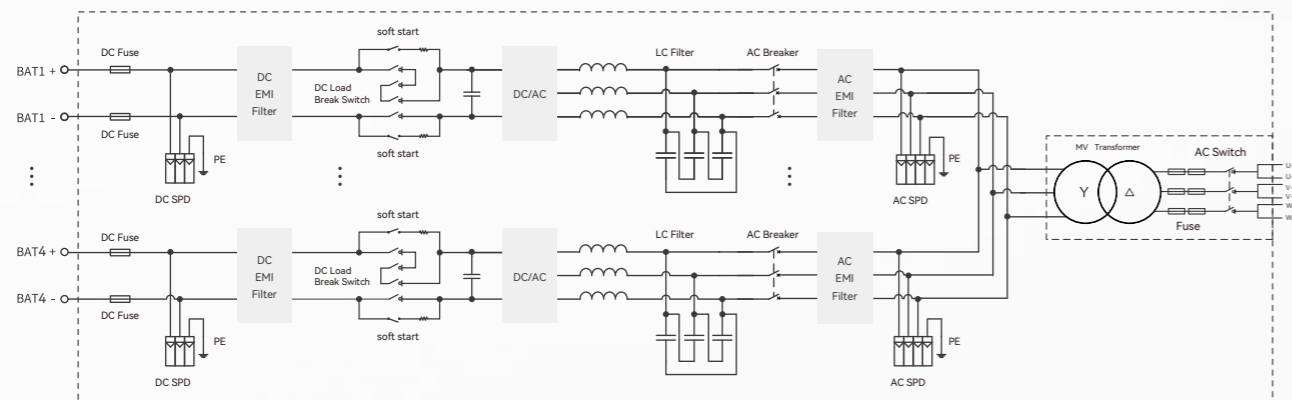 soft start
DC Fuse
LC Filter
AC Breaker
BAT1 +
DC
EMI
Filter
DC Load
Break Switch
DC/AC
AC
EMI
Filter
BAT1 -
DC Fuse
soft start
PE
DC SPD
PE
AC SPD
MV Transformer
AC Switch
Y
Δ
Fuse
U-
U-
V-
V-
W
W
soft start
DC Fuse
LC Filter
AC Breaker
BAT4 +
DC
EMI
Filter
DC Load
Break Switch
DC/AC
AC
EMI
Filter
BAT4 -
DC Fuse
soft start
PE
DC SPD
PE
AC SPD